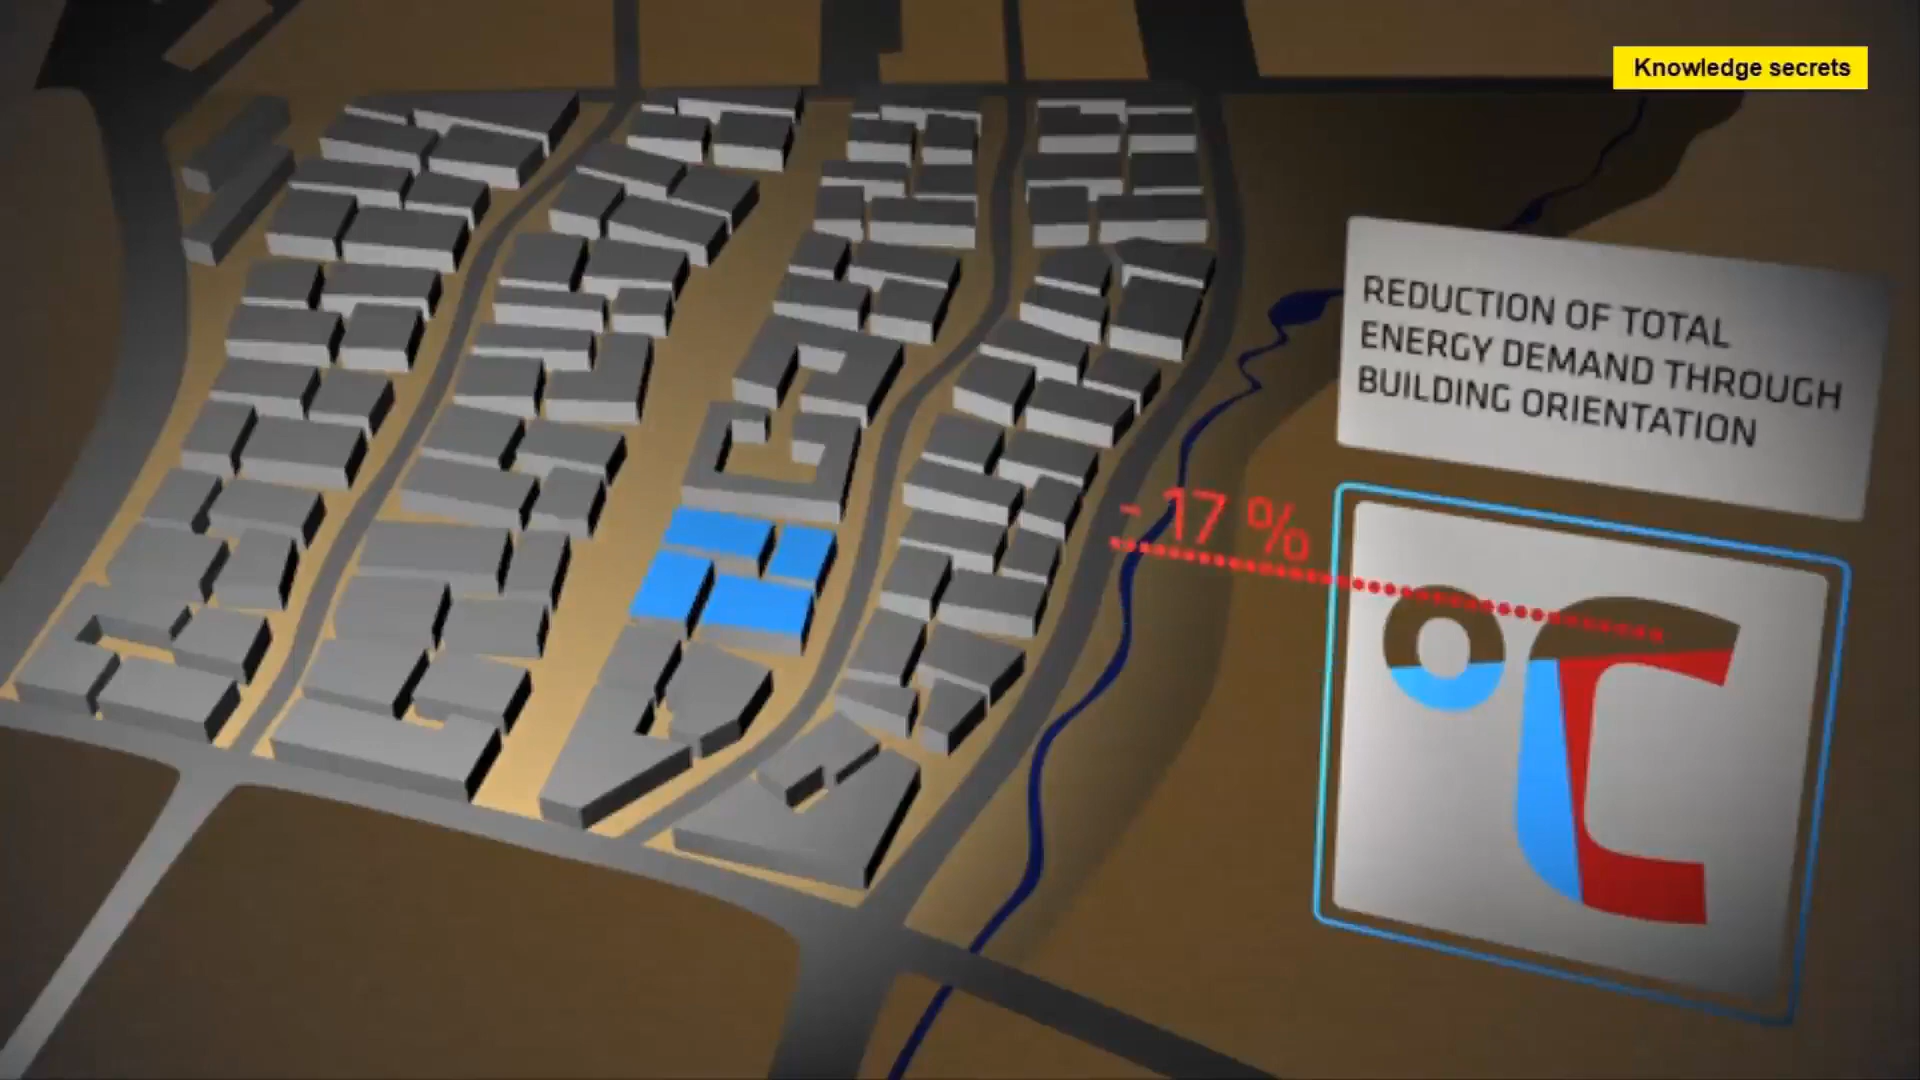 Knowledge secrets
REDUCTION OF TOTAL
ENERGY DEMAND THROUGH
BUILDING ORIENTATION
- 17 %
°C